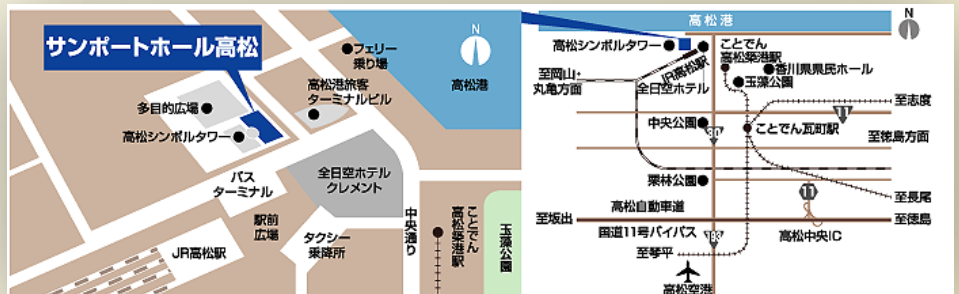 サンポートホール高松
フェリー
乗り場
N
高松港
高松港旅客
ターミナルビル
多目的広場
高松シンボルタワー
バス
ターミナル
全日空ホテル
クレメント
駅前
広場
タクシー
乗降所
JR高松駅
中央通り
ことでん
高松築港駅
玉藻公園
高松港
N
高松シンボルタワー
JR高松駅
ことでん
高松築港駅
香川県県民ホール
玉藻公園
至岡山・
丸亀方面
全日空ホテル
至志度
11
中央公園
30
ことでん瓦町駅
至徳島方面
栗林公園
11
至長尾
高松自動車道
至坂出
至徳島
国道11号バイパス
193
高松中央IC
至琴平
高松空港